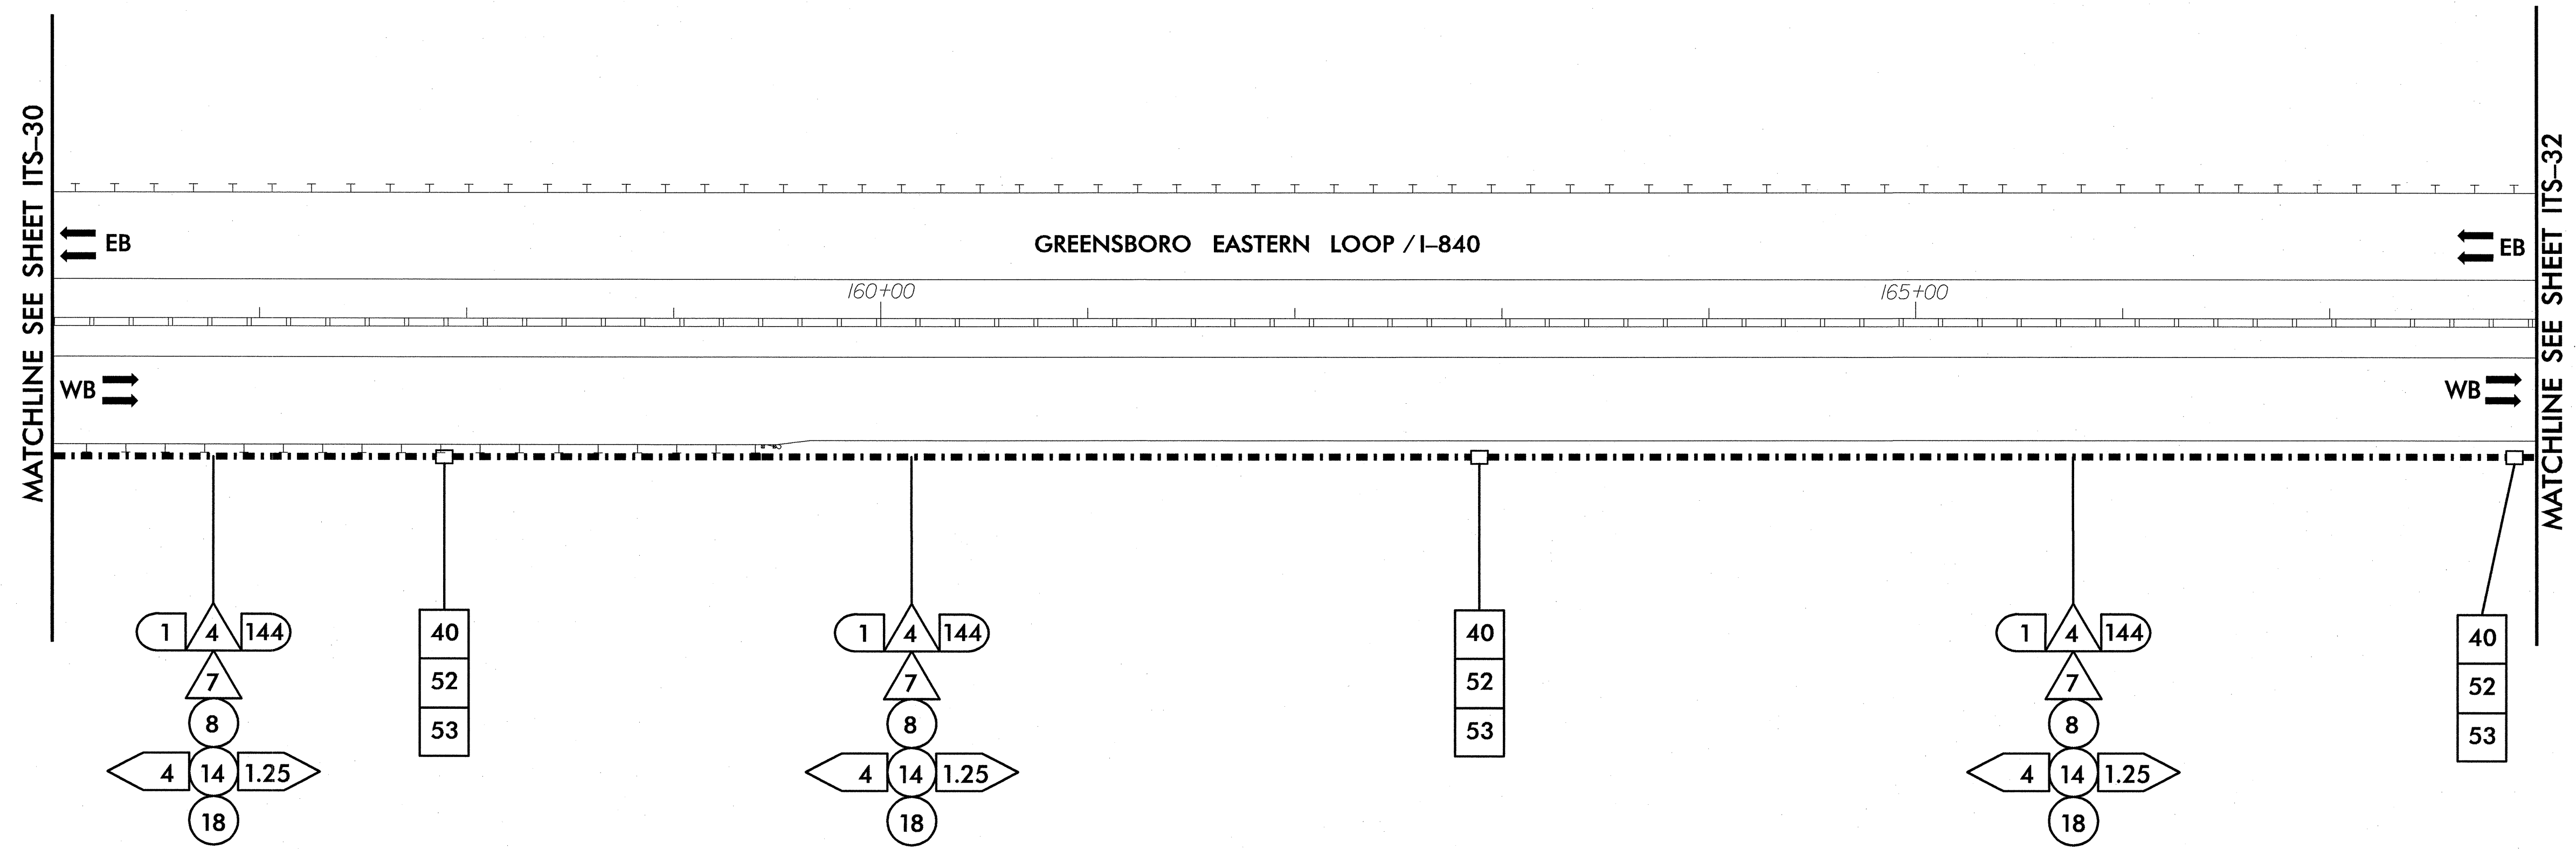 MATCHLINE SEE SHEET ITS–30
MATCHLINE SEE SHEET ITS–32
EB
GREENSBORO EASTERN LOOP / I–840
EB
160+00
165+00
WB
WB
1 4 144
7
8
4 14 1.25
18
40
52
53
1 4 144
7
8
4 14 1.25
18
40
52
53
1 4 144
7
8
4 14 1.25
18
40
52
53